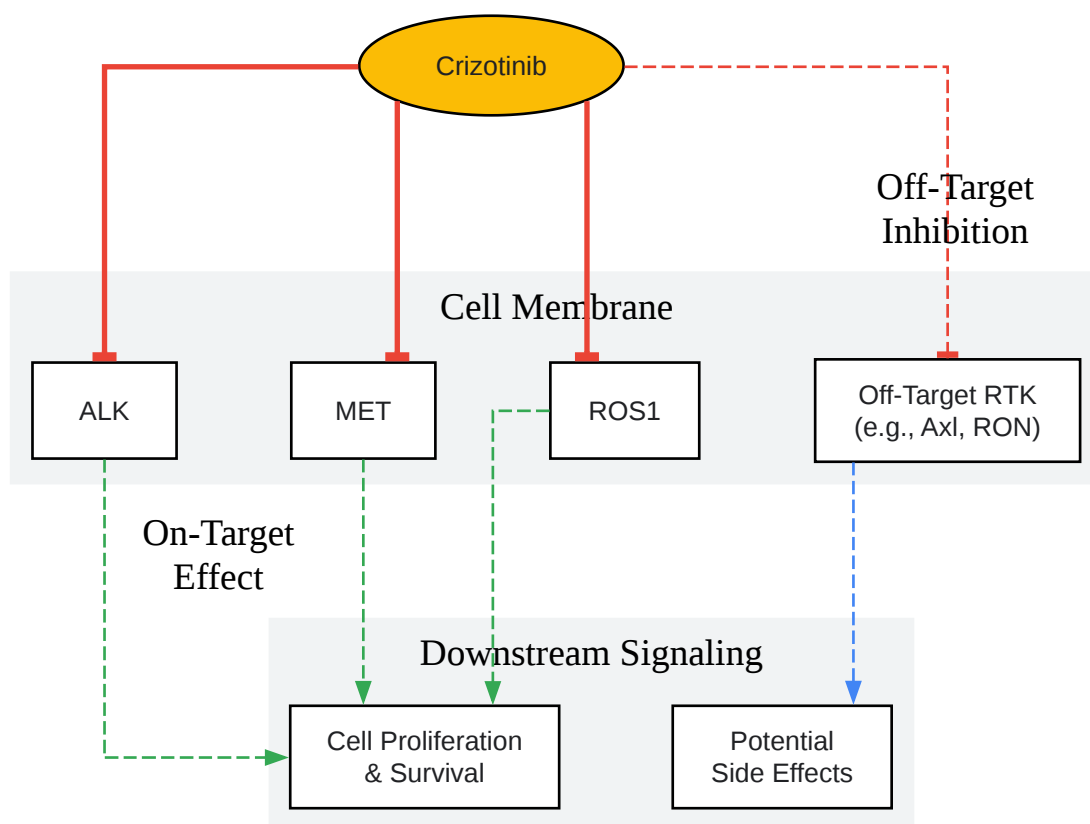 Crizotinib
Off-Target
Inhibition
Cell Membrane
ALK
MET
ROS1
Off-Target RTK
(e.g., Axl, RON)
On-Target
Effect
Downstream Signaling
Cell Proliferation
& Survival
Potential
Side Effects